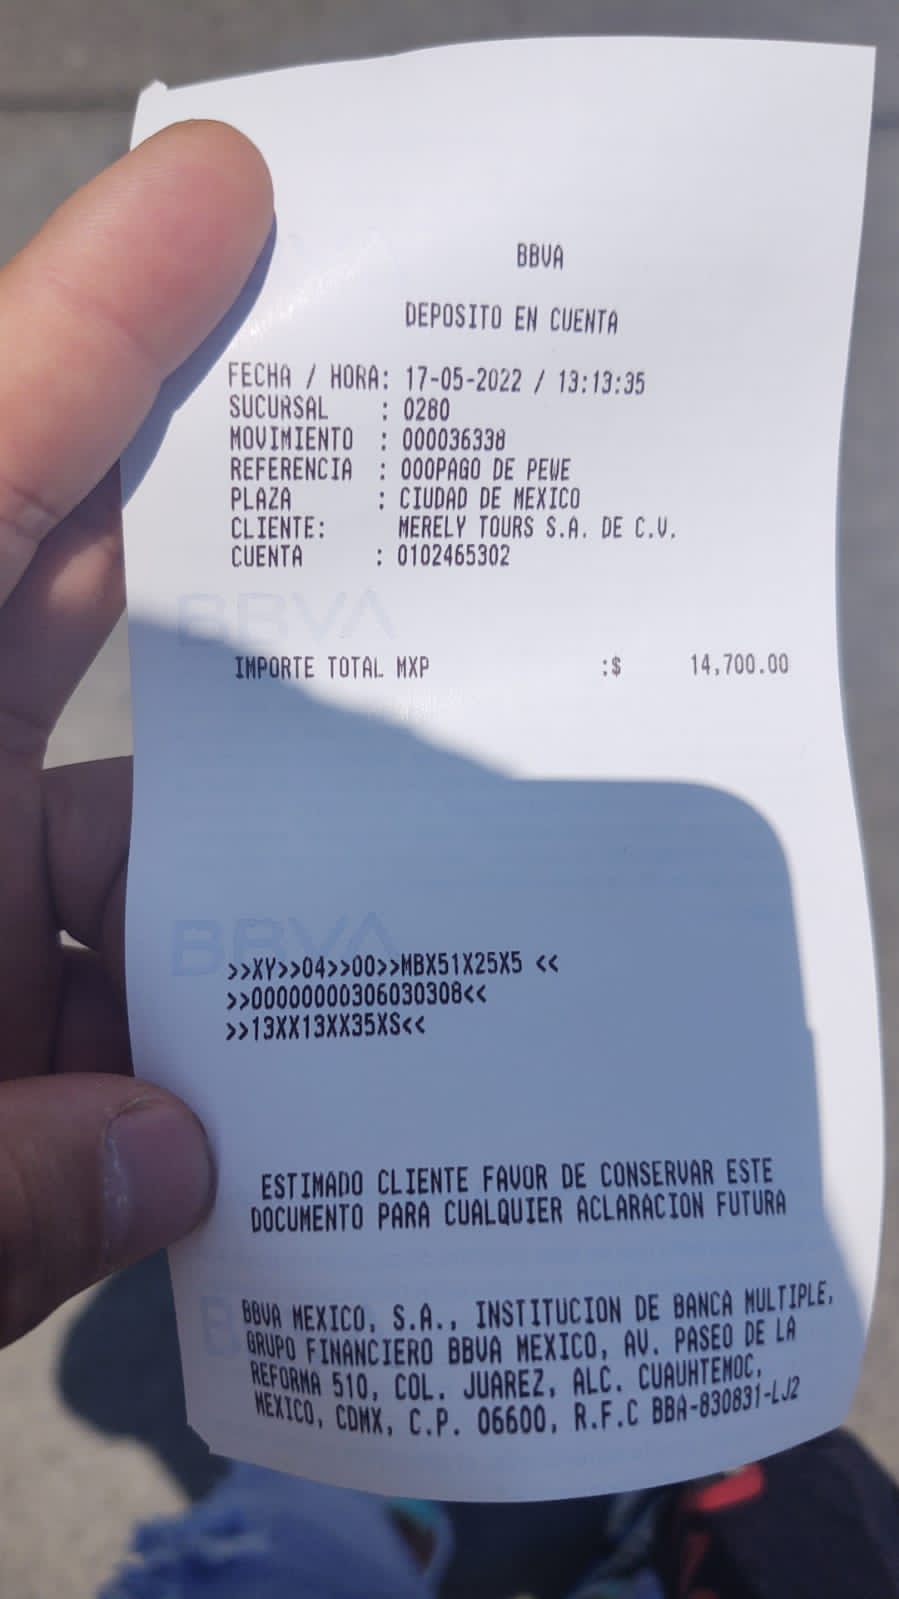 BBVA
DEPOSITO EN CUENTA
FECHA / HORA: 17-05-2022 / 13:13:35
SUCURSAL : 0280
MOVIMIENTO : 000036338
REFERENCIA : 000PAGO DE PEWE
PLAZA : CIUDAD DE MEXICO
CLIENTE: MERELY TOURS S.A. DE C.V.
CUENTA : 0102465302
BBVA
IMPORTE TOTAL MXP :$ 14,700.00
BBVA
>>XY>>04>>00>>MBX51X25X5 <<
>>00000000306030308<<
>>13XX13XX35XS<<
ESTIMADO CLIENTE FAVOR DE CONSERVAR ESTE
DOCUMENTO PARA CUALQUIER ACLARACION FUTURA
BBVA MEXICO, S.A., INSTITUCION DE BANCA MULTIPLE,
GRUPO FINANCIERO BBVA MEXICO, AV. PASEO DE LA
REFORMA 510, COL. JUAREZ, ALC. CUAUHTEMOC,
MEXICO, CDMX, C.P. 06600, R.F.C BBA-830831-LJ2